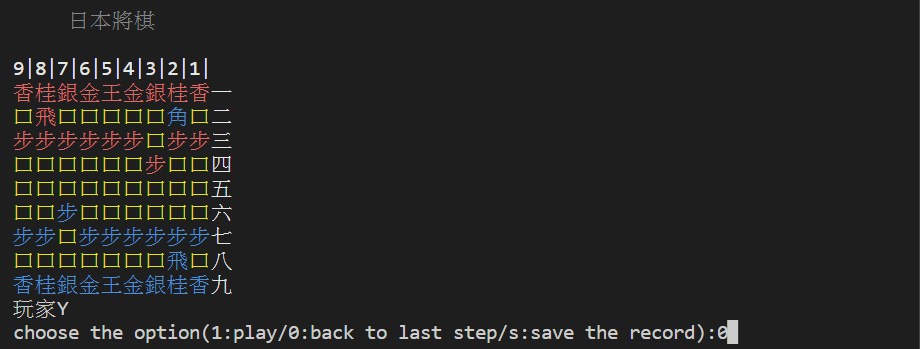 日本將棋
9|8|7|6|5|4|3|2|1|
香桂銀金王金銀桂香一
口飛口口口口口角口二
步步步步步步口步步三
口口口口口口步口口四
口口口口口口口口口五
口口步口口口口口口六
步步口步步步步步步七
口口口口口口口飛口八
香桂銀金王金銀桂香九
玩家Y
choose the option(1:play/0:back to last step/s:save the record):0